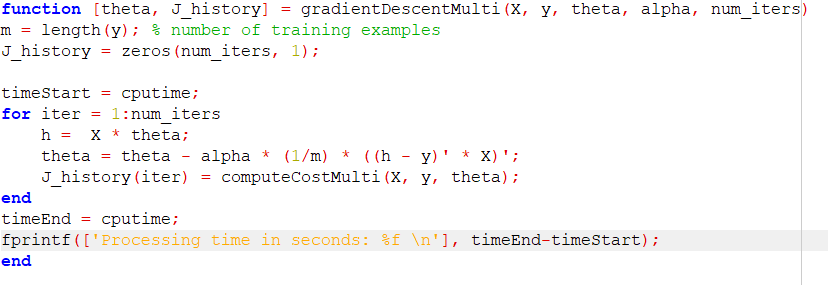 function [theta, J_history] = gradientDescentMulti(X, y, theta, alpha, num_iters)
m = length(y); % number of training examples
J_history = zeros(num_iters, 1);
timeStart = cputime;
for iter = 1:num_iters
h =  X * theta;
theta = theta - alpha * (1/m) * ((h - y)' * X)';
J_history(iter) = computeCostMulti(X, y, theta);
end
timeEnd = cputime;
fprintf(['Processing time in seconds: %f \n'], timeEnd-timeStart);
end